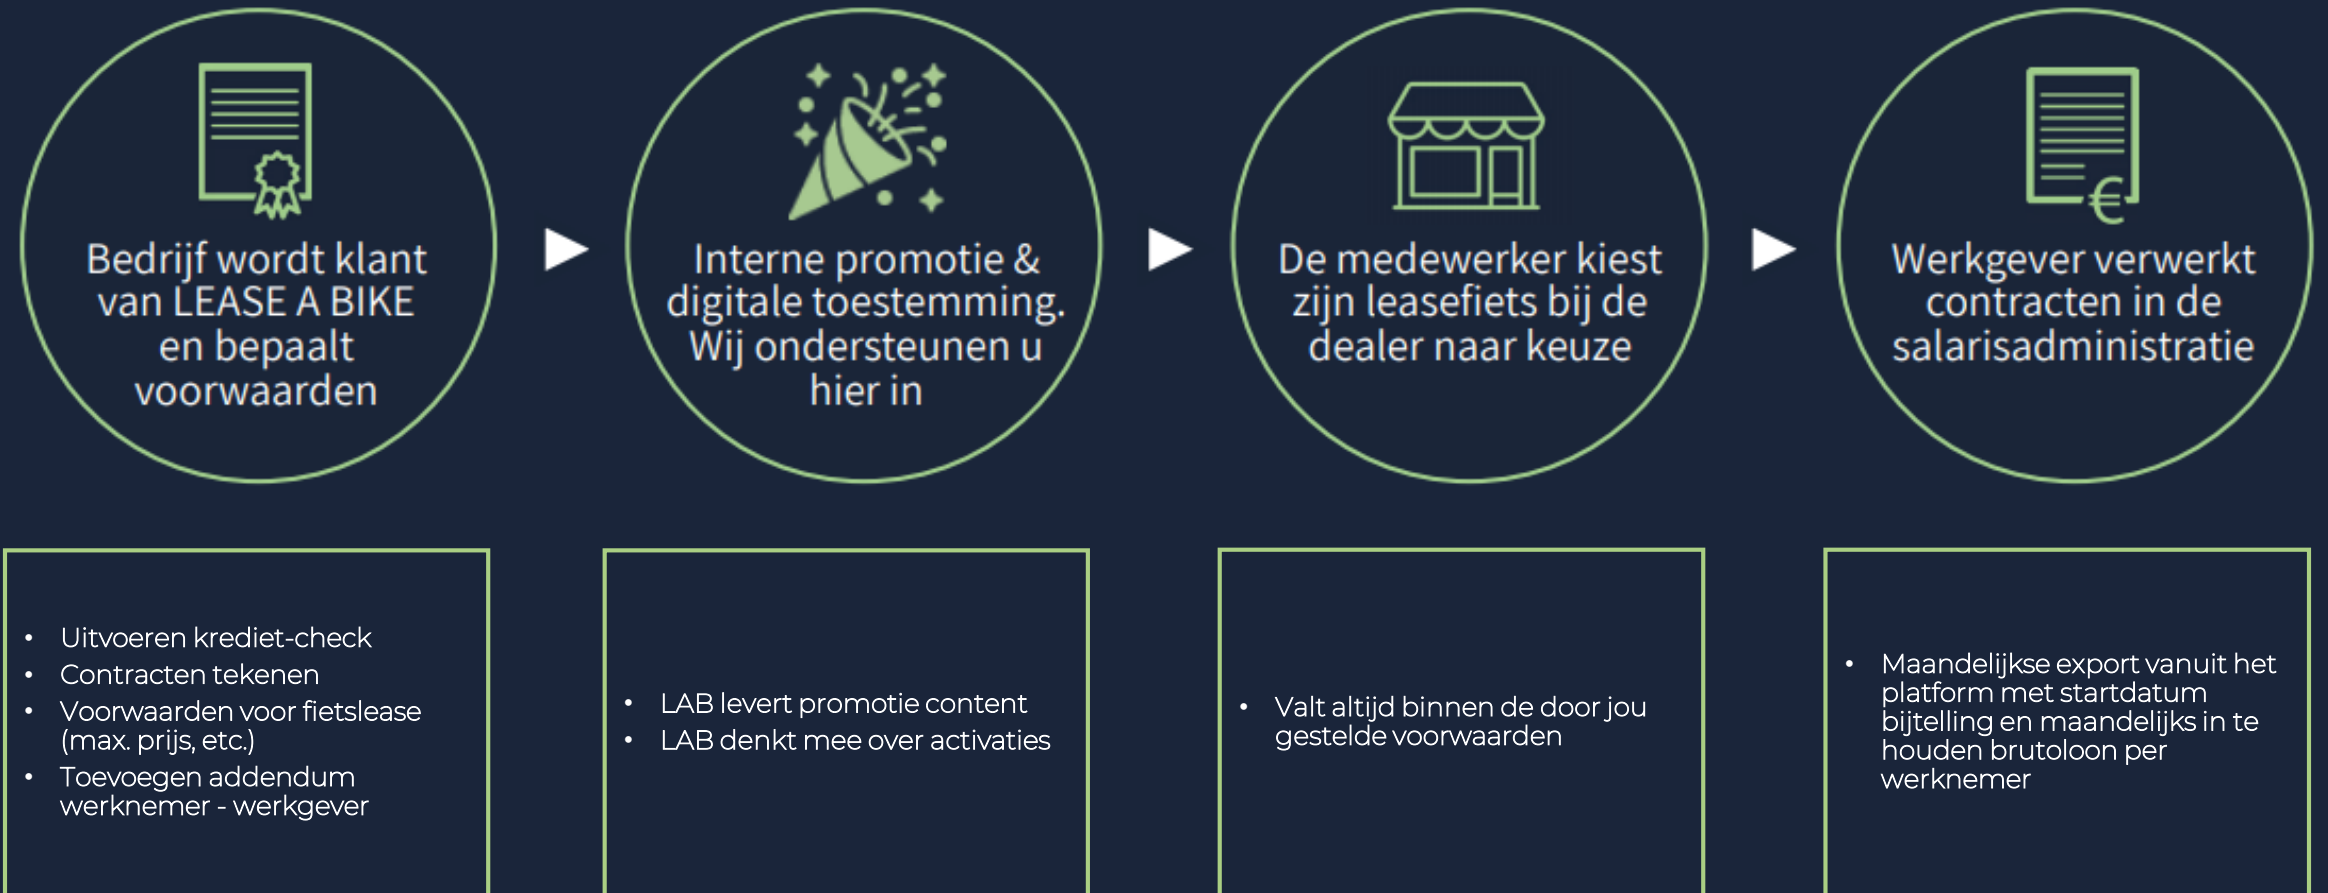 Bedrijf wordt klant
van LEASE A BIKE
en bepaalt
voorwaarden
Interne promotie &
digitale toestemming.
Wij ondersteunen u
hier in
De medewerker kiest
zijn leasefiets bij de
dealer naar keuze
€
Werkgever verwerkt
contracten in de
salarisadministratie
• Uitvoeren krediet-check
• Contracten tekenen
• Voorwaarden voor fietslease
(max. prijs, etc.)
• Toevoegen addendum
werknemer - werkgever
• LAB levert promotie content
• LAB denkt mee over activaties
• Valt altijd binnen de door jou
gestelde voorwaarden
• Maandelijkse export vanuit het
platform met startdatum
bijtelling en maandelijks in te
houden brutoloon per
werknemer